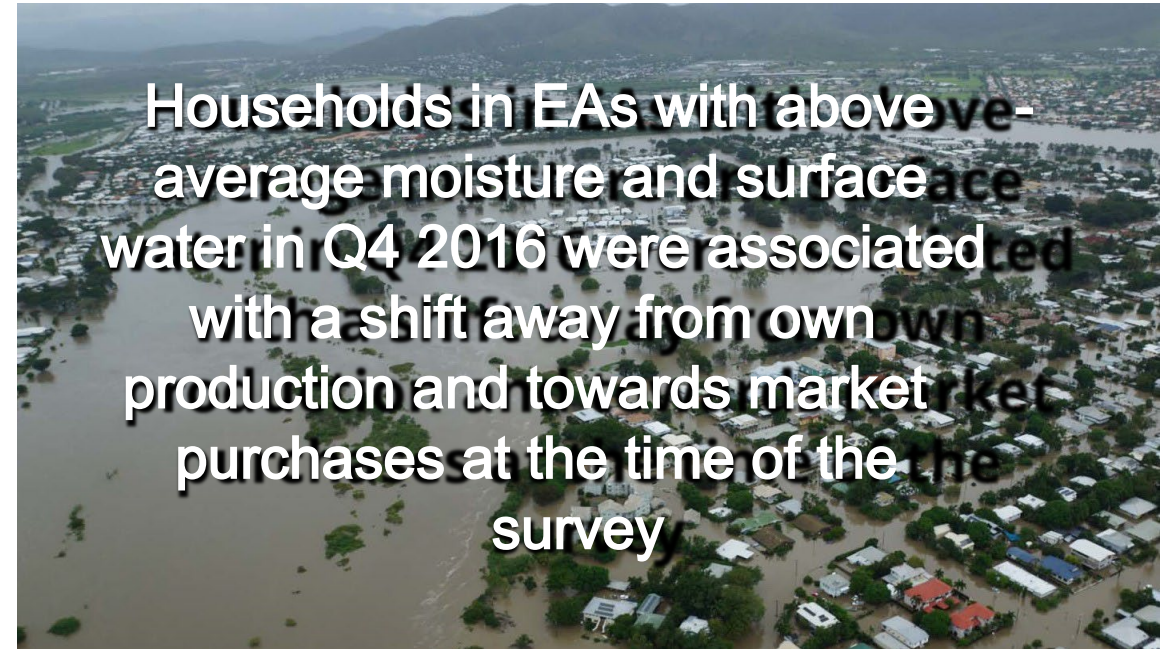 Households in EAs with above-
average moisture and surface
water in Q4 2016 were associated
with a shift away from own
production and towards market
purchases at the time of the
survey